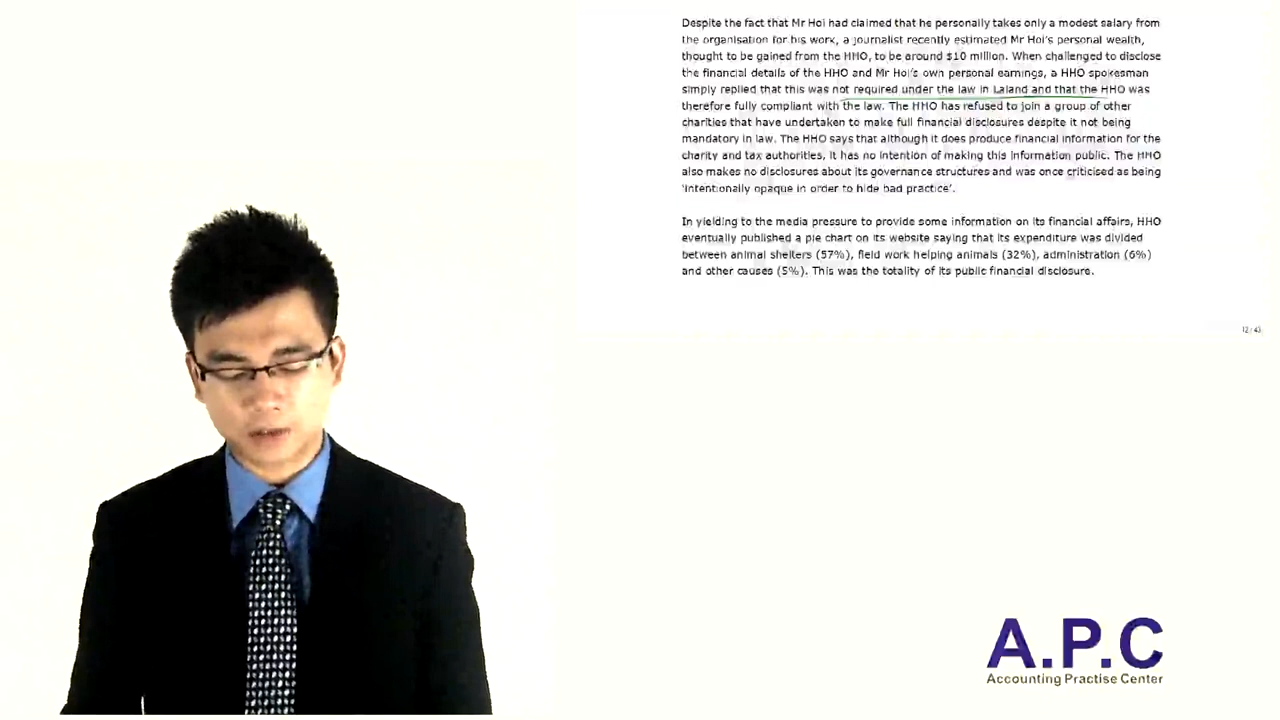 Despite the fact that Mr Hoi had claimed that he personally takes only a modest salary from
the organisation for his work, a journalist recently estimated Mr Hoi's personal wealth,
thought to be gained from the HHO, to be around $10 million. When challenged to disclose
the financial details of the HHO and Mr Hoi's own personal earnings, a HHO spokesman
simply replied that this was not required under the law in Laland and that the HHO was
therefore fully compliant with the law. The HHO has refused to join a group of other
charities that have undertaken to make full financial disclosures despite it not being
mandatory in law. The HHO says that although it does produce financial information for the
charity and tax authorities, it has no intention of making this information public. The HHO
also makes no disclosures about its governance structures and was once criticised as being
'intentionally opaque in order to hide bad practice'.
In yielding to the media pressure to provide some information on its financial affairs, HHO
eventually published a pie chart on its website saying that its expenditure was divided
between animal shelters (57%), field work helping animals (32%), administration (6%)
and other causes (5%). This was the totality of its public financial disclosure.
12 / 43
A.P.C
Accounting Practise Center